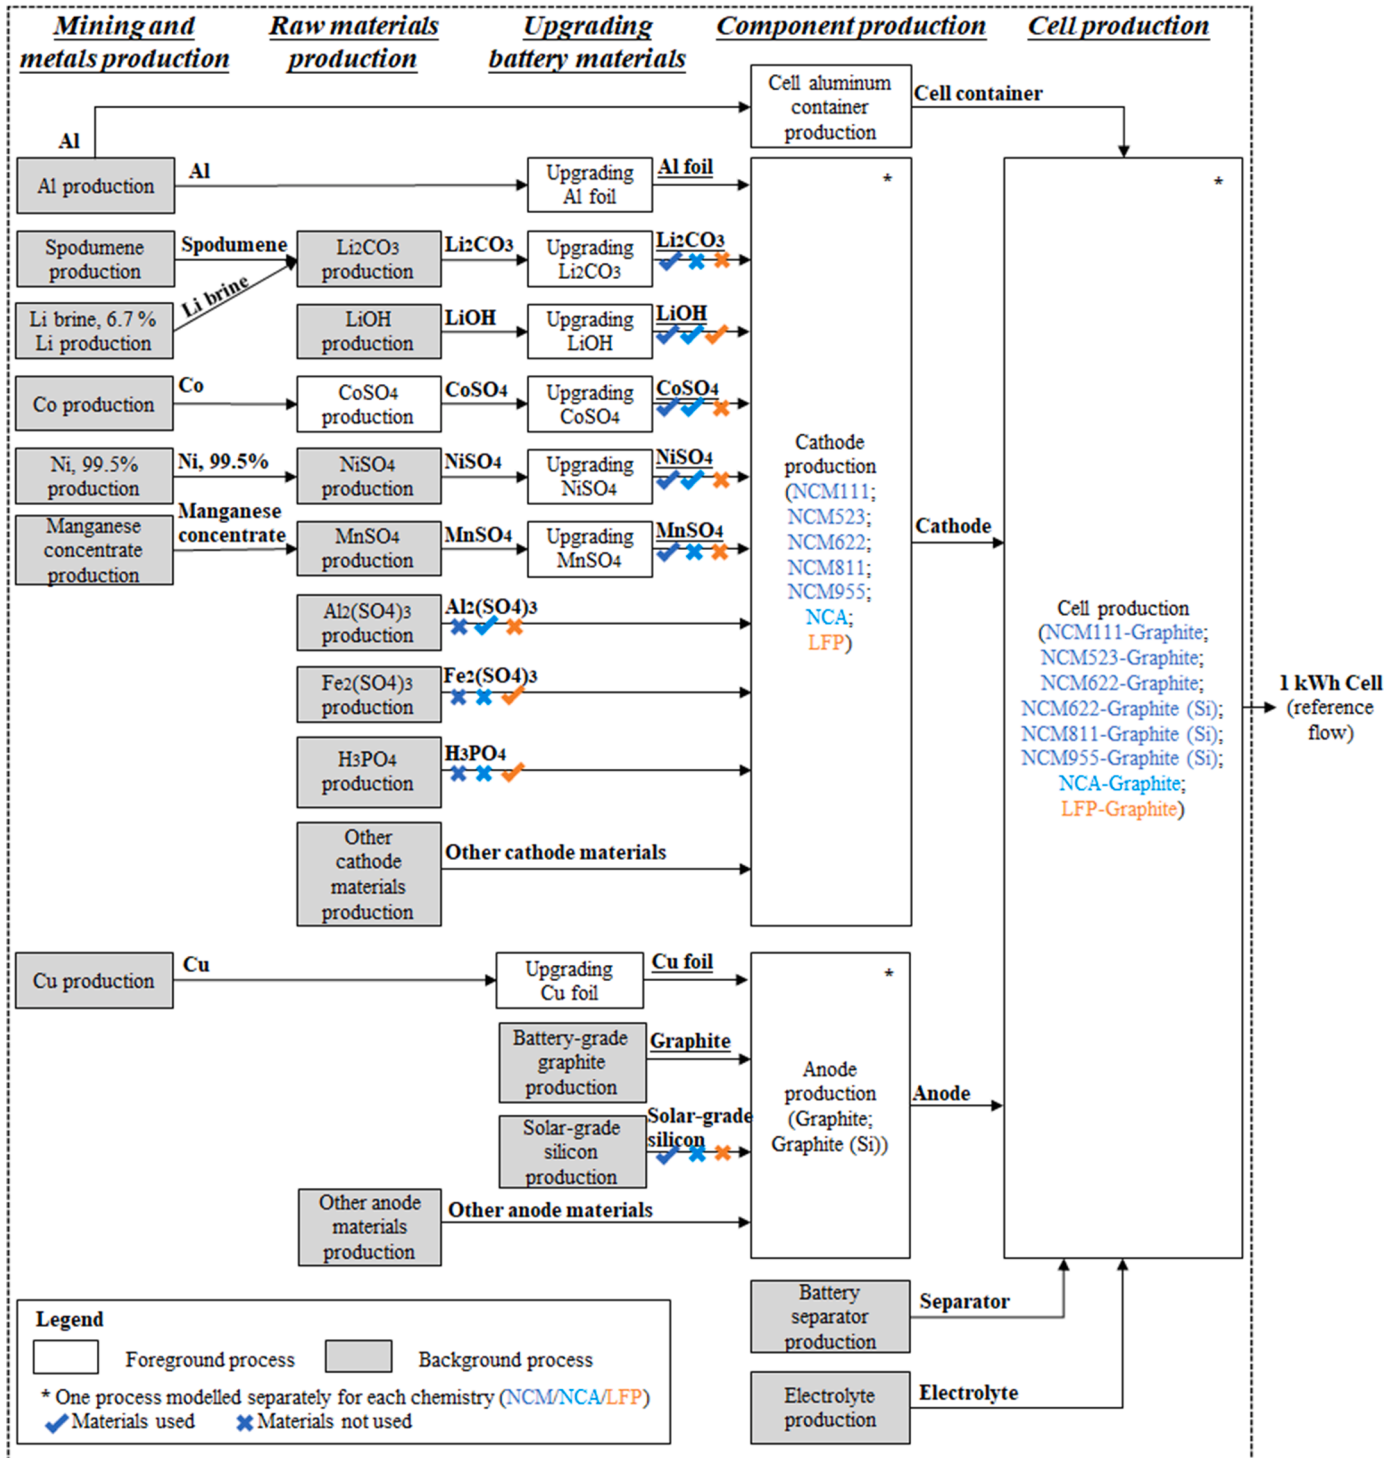 Mining and
metals production
Raw materials
production
Upgrading
battery materials
Component production
Cell production
Cell aluminum
container
production
Cell container
Al
Al production
Al
Upgrading
Al foil
Al foil
*
*
Spodumene
production
Spodumene
Li2CO3
production
Li2CO3
Upgrading
Li2CO3
Li2CO3
Li brine, 6.7 %
Li production
Li brine
LiOH
production
LiOH
Upgrading
LiOH
LiOH
Co production
Co
CoSO4
production
CoSO4
Upgrading
CoSO4
CoSO4
Ni, 99.5%
production
Ni, 99.5%
NiSO4
production
NiSO4
Upgrading
NiSO4
NiSO4
Manganese
concentrate
production
Manganese
concentrate
MnSO4
production
MnSO4
Upgrading
MnSO4
MnSO4
Al2(SO4)3
production
Al2(SO4)3
Fe2(SO4)3
production
Fe2(SO4)3
H3PO4
production
H3PO4
Other
cathode
materials
production
Other cathode materials
Cathode
production
(NCM111;
NCM523;
NCM622;
NCM811;
NCM955;
NCA;
LFP)
Cathode
Cell production
(NCM111-Graphite;
NCM523-Graphite;
NCM622-Graphite;
NCM622-Graphite (Si);
NCM811-Graphite (Si);
NCM955-Graphite (Si);
NCA-Graphite;
LFP-Graphite)
1 kWh Cell
(reference
flow)
Cu production
Cu
Upgrading
Cu foil
Cu foil
*
Battery-grade
graphite
production
Graphite
Solar-grade
silicon
production
Solar-grade
silicon
Anode
production
(Graphite;
Graphite (Si))
Anode
Other anode
materials
production
Other anode materials
Battery
separator
production
Separator
Electrolyte
production
Electrolyte
Legend
Foreground process
Background process
* One process modelled separately for each chemistry (NCM/NCA/LFP)
Materials used
Materials not used